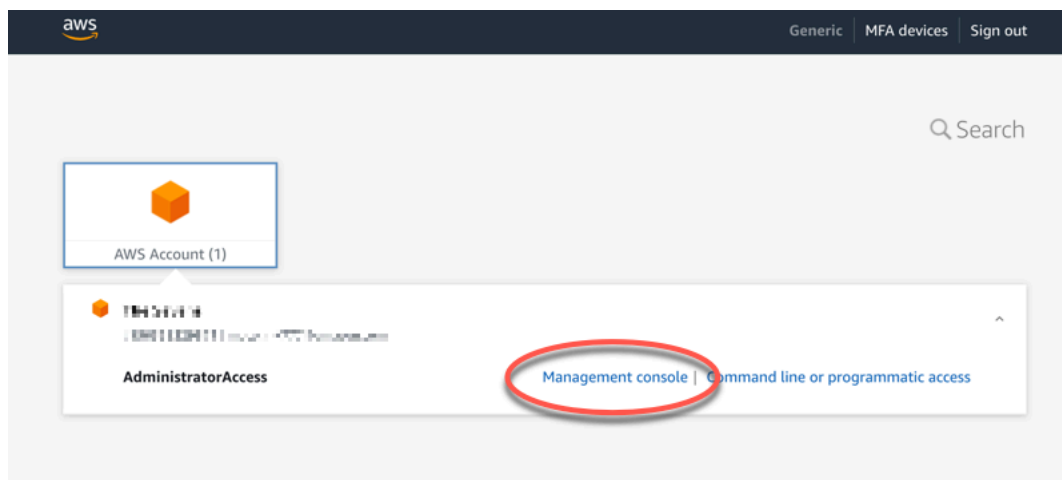 aws
Generic MFA devices Sign out
Search
AWS Account (1)
AdministratorAccess Management console | Command line or programmatic access